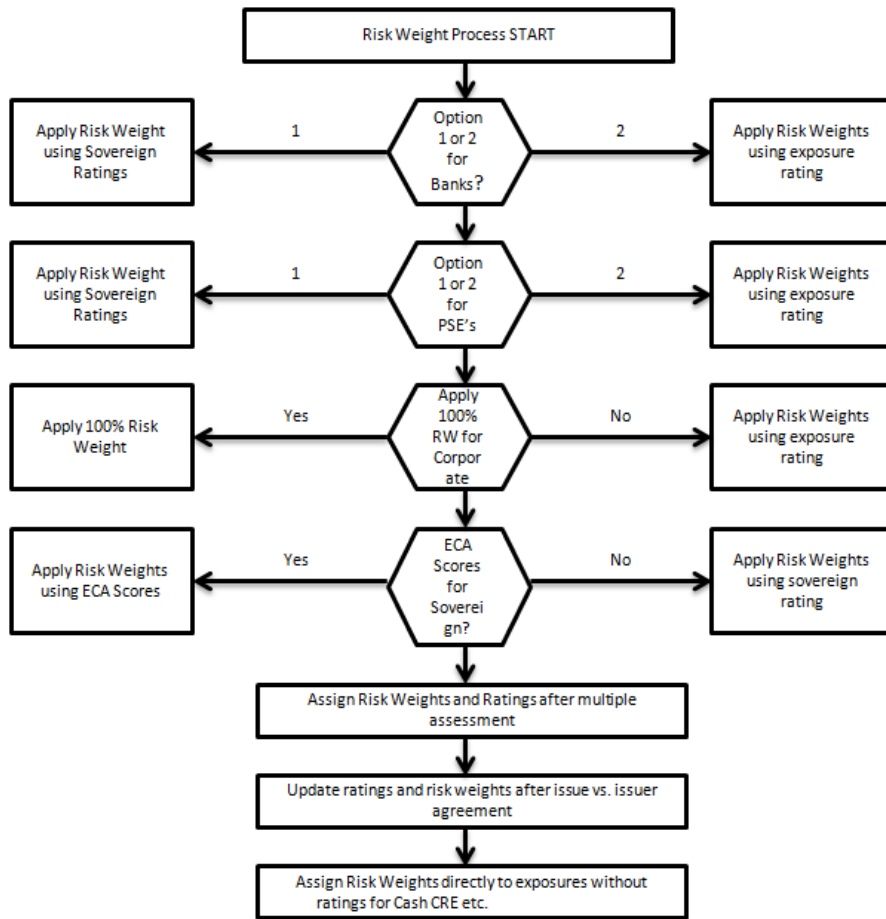 Risk Weight Process START
Apply Risk Weight
using Sovereign
Ratings
1
Option
1 or 2
for
Banks?
2
Apply Risk Weights
using exposure
rating
Apply Risk Weight
using Sovereign
Ratings
1
Option
1 or 2
for
PSE's
2
Apply Risk Weights
using exposure
rating
Apply 100% Risk
Weight
Yes
Apply
100%
RW for
Corpor
ate
No
Apply Risk Weights
using exposure
rating
Apply Risk Weights
using ECA Scores
Yes
ECA
Scores
for
Soverei
gn?
No
Apply Risk Weights
using sovereign
rating
Assign Risk Weights and Ratings after multiple
assessment
Update ratings and risk weights after issue vs. issuer
agreement
Assign Risk Weights directly to exposures without
ratings for Cash CRE etc.